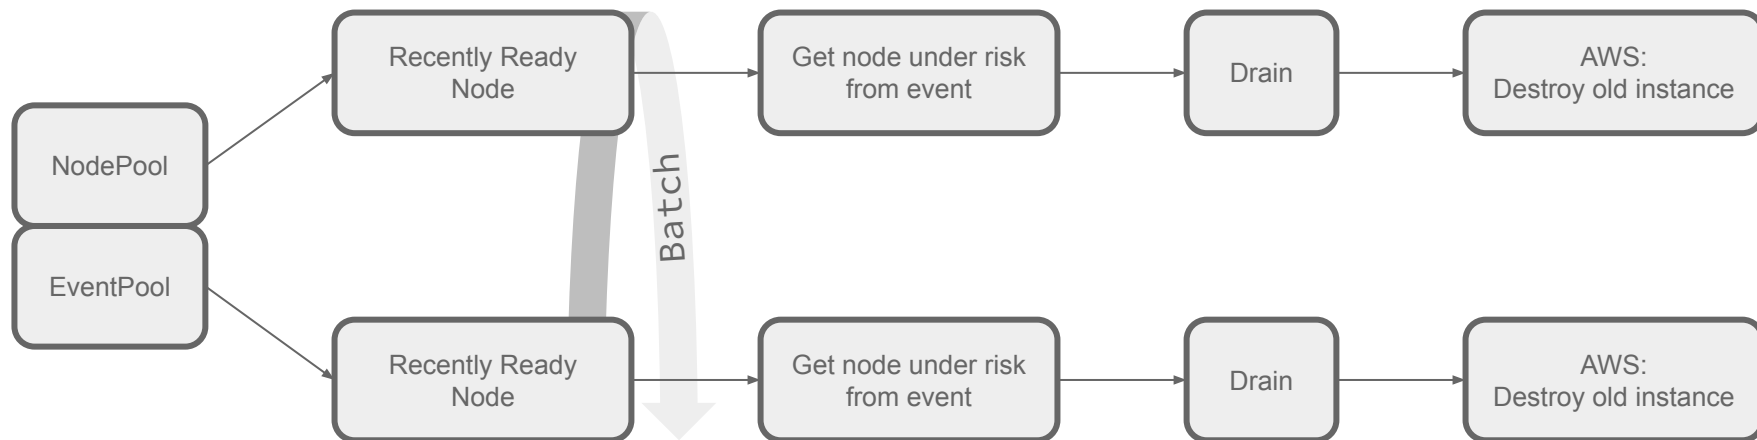 Recently Ready
Node
Get node under risk
from event
Drain
AWS:
Destroy old instance
NodePool
Batch
EventPool
Recently Ready
Node
Get node under risk
from event
Drain
AWS:
Destroy old instance